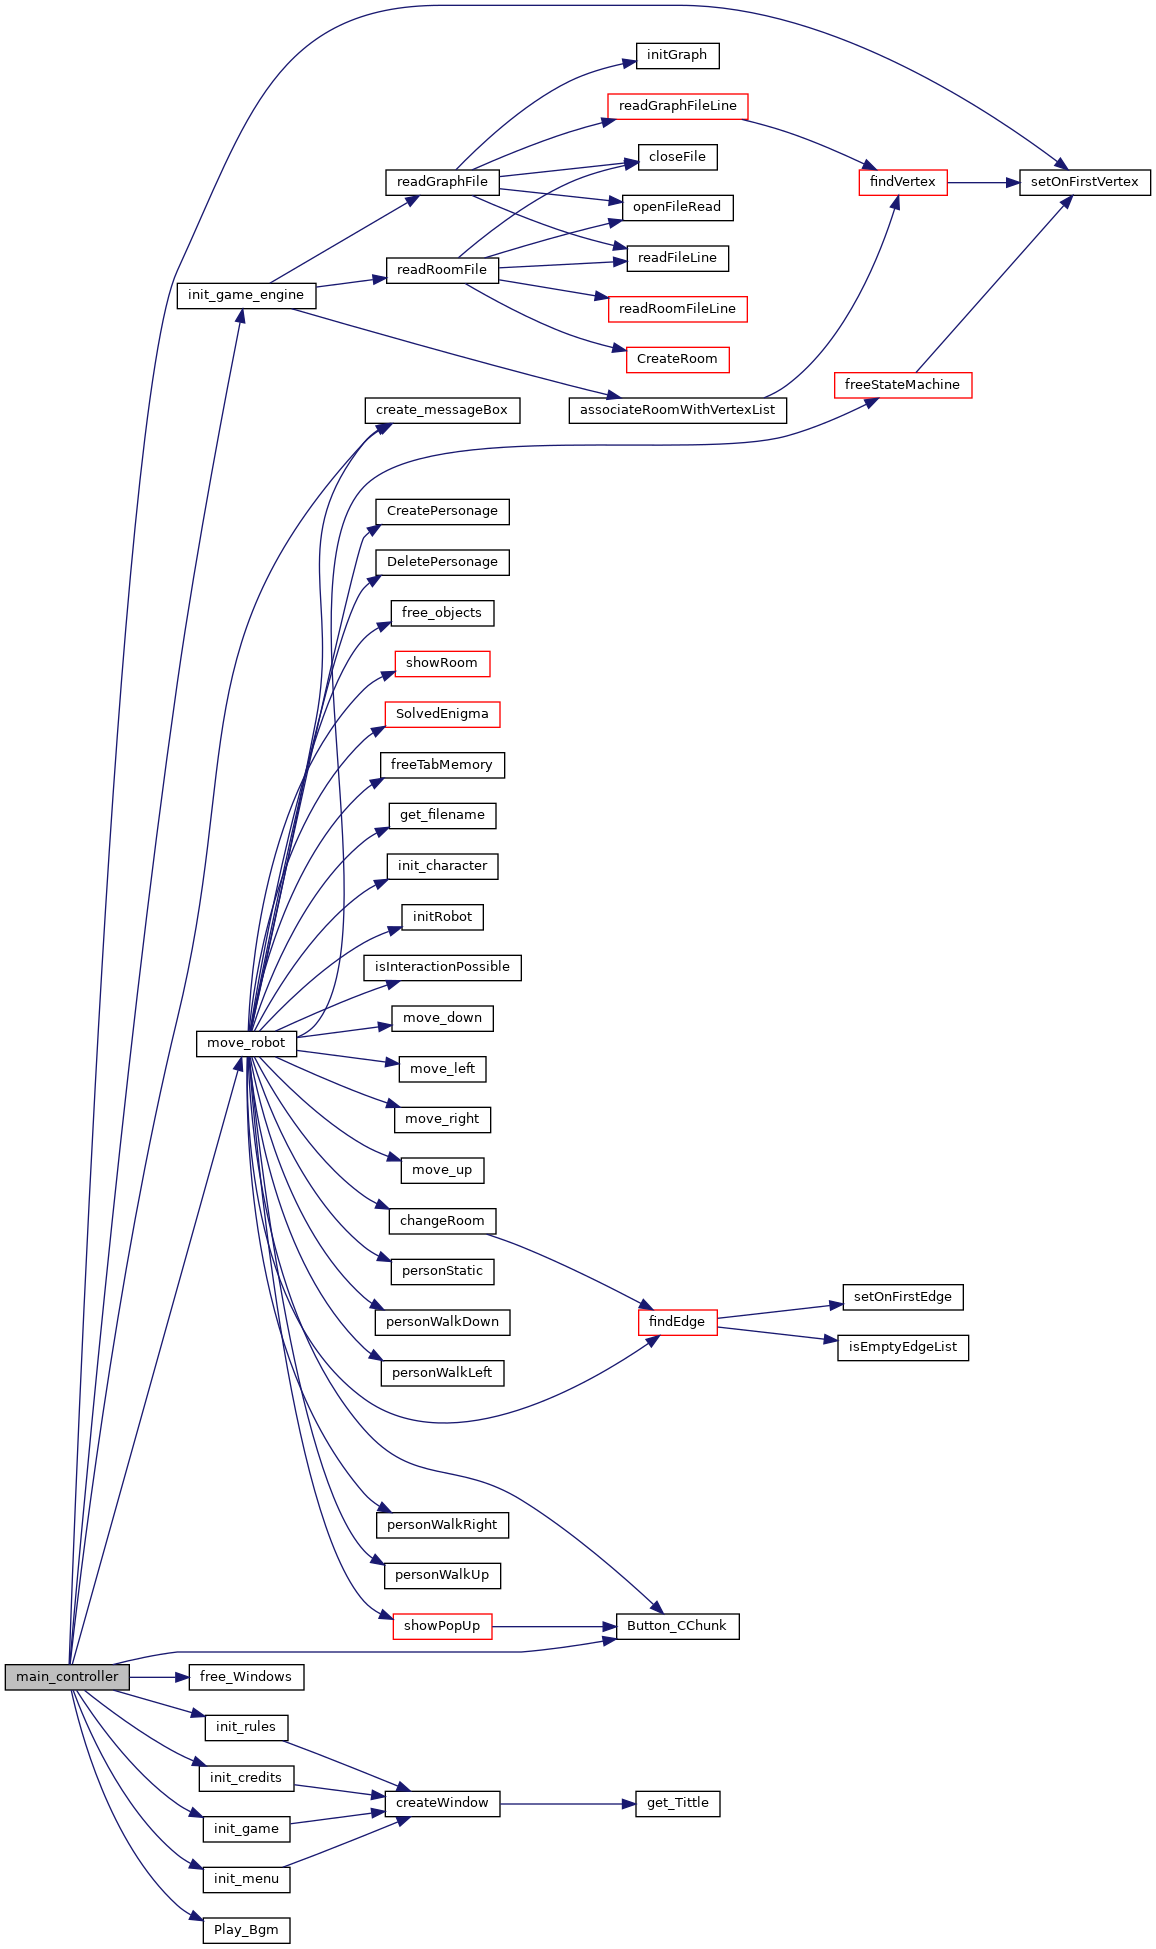 initGraph
readGraphFileLine
closeFile
readGraphFile
findVertex
setOnFirstVertex
openFileRead
readFileLine
readRoomFile
init_game_engine
readRoomFileLine
CreateRoom
freeStateMachine
create_messageBox
associateRoomWithVertexList
CreatePersonage
DeletePersonage
free_objects
showRoom
SolvedEnigma
freeTabMemory
get_filename
init_character
initRobot
isInteractionPossible
move_down
move_robot
move_left
move_right
move_up
changeRoom
personStatic
setOnFirstEdge
personWalkDown
findEdge
isEmptyEdgeList
personWalkLeft
personWalkRight
personWalkUp
showPopUp
Button_CChunk
main_controller
free_Windows
init_rules
init_credits
createWindow
get_Tittle
init_game
init_menu
Play_Bgm